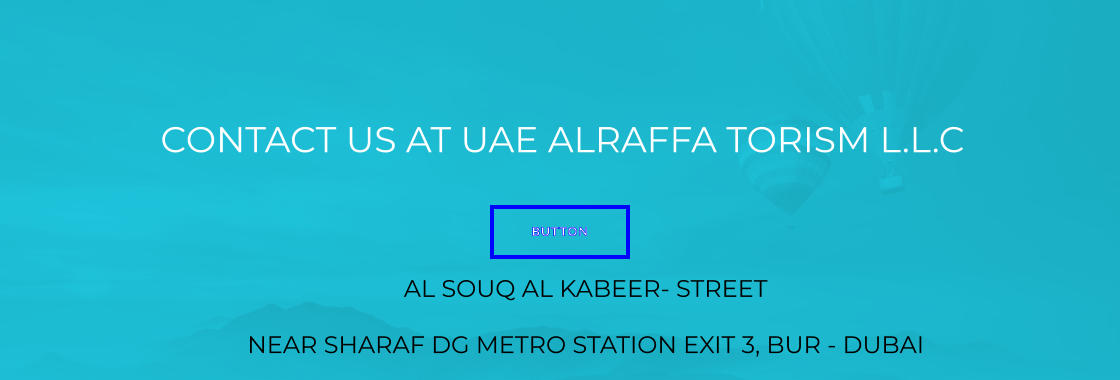 CONTACT US AT UAE ALRAFFA TORISM L.L.C
BUTTON
AL SOUQ AL KABEER- STREET
NEAR SHARAF DG METRO STATION EXIT 3, BUR - DUBAI